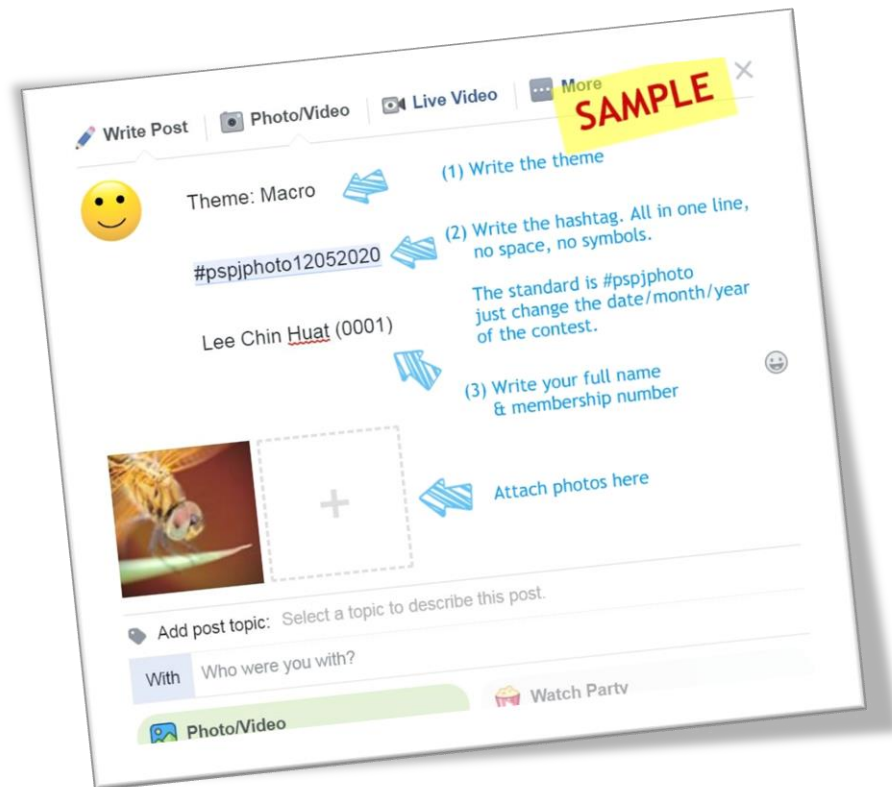 Write Post
Photo/Video
Live Video
More
SAMPLE
Theme: Macro
(1) Write the theme
#pspjphoto12052020
(2) Write the hashtag. All in one line,
no space, no symbols.
The standard is #pspjphoto
just change the date/month/year
of the contest.
Lee Chin Huat (0001)
(3) Write your full name
& membership number
Attach photos here
Add post topic: Select a topic to describe this post.
With Who were you with?
Photo/Video
Watch Party